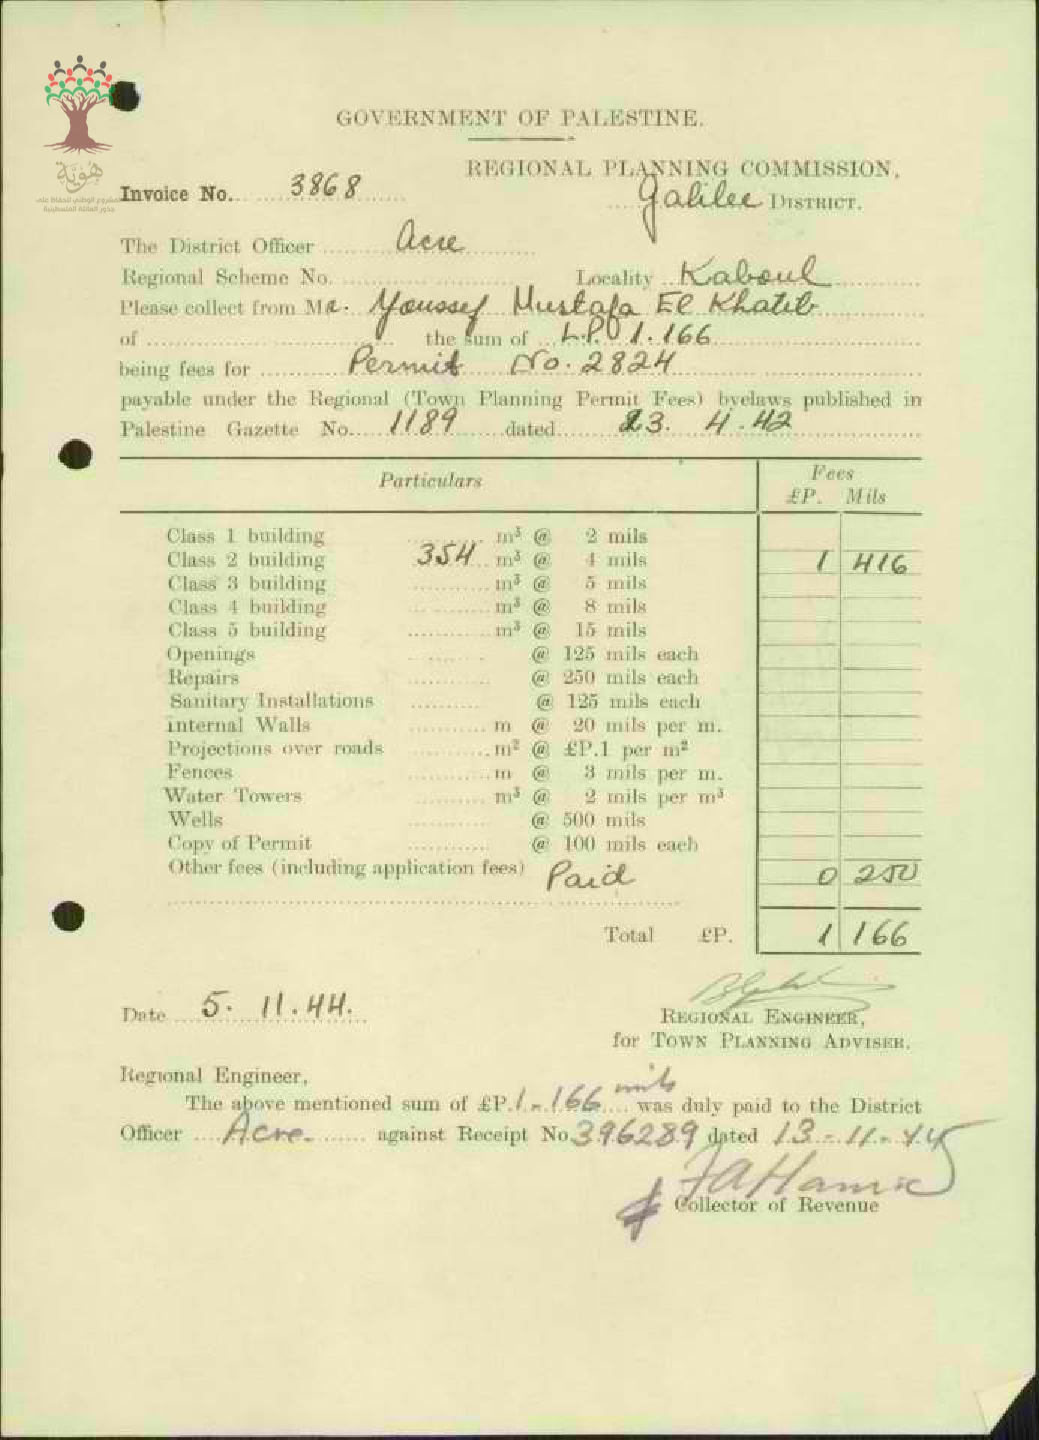 هُوِيَّة
المشروع الوطني للحفاظ على
جذور العائلة الفلسطينية
GOVERNMENT OF PALESTINE.
REGIONAL PLANNING COMMISSION,
Invoice No. 3868
Galilee DISTRICT.
The District Officer Acre
Regional Scheme No. Locality Kaboul
Please collect from Mr. Youssef Mustafa El Khatib
of the sum of LP. 1.166
being fees for Permit No. 2824
payable under the Regional (Town Planning Permit Fees) byelaws published in
Palestine Gazette No. 1189 dated 23. 4. 42
Particulars Fees
£P. Mils
Class 1 building m³ @ 2 mils
Class 2 building 354 m³ @ 4 mils 1 416
Class 3 building m³ @ 5 mils
Class 4 building m³ @ 8 mils
Class 5 building m³ @ 15 mils
Openings @ 125 mils each
Repairs @ 250 mils each
Sanitary Installations @ 125 mils each
Internal Walls m @ 20 mils per m.
Projections over roads m² @ £P.1 per m²
Fences m @ 3 mils per m.
Water Towers m³ @ 2 mils per m³
Wells @ 500 mils
Copy of Permit @ 100 mils each
Other fees (including application fees) Paid 0 250
Total £P. 1 166
Date 5. 11. 44.
REGIONAL ENGINEER,
for TOWN PLANNING ADVISER.
Regional Engineer,
The above mentioned sum of £P. 1 - 166 mils was duly paid to the District
Officer Acre. against Receipt No. 396289 dated 13 - 11 - 45
Collector of Revenue